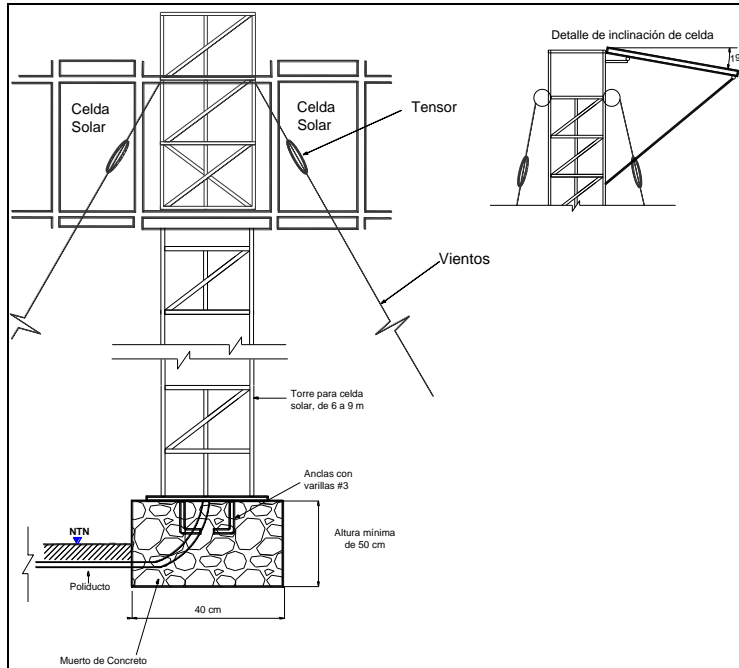 Detalle de inclinación de celda
19
Celda
Solar
Celda
Solar
Tensor
Vientos
Torre para celda
solar, de 6 a 9 m
Anclas con
varillas #3
NTN
Altura mínima
de 50 cm
Poliducto
40 cm
Muerto de Concreto